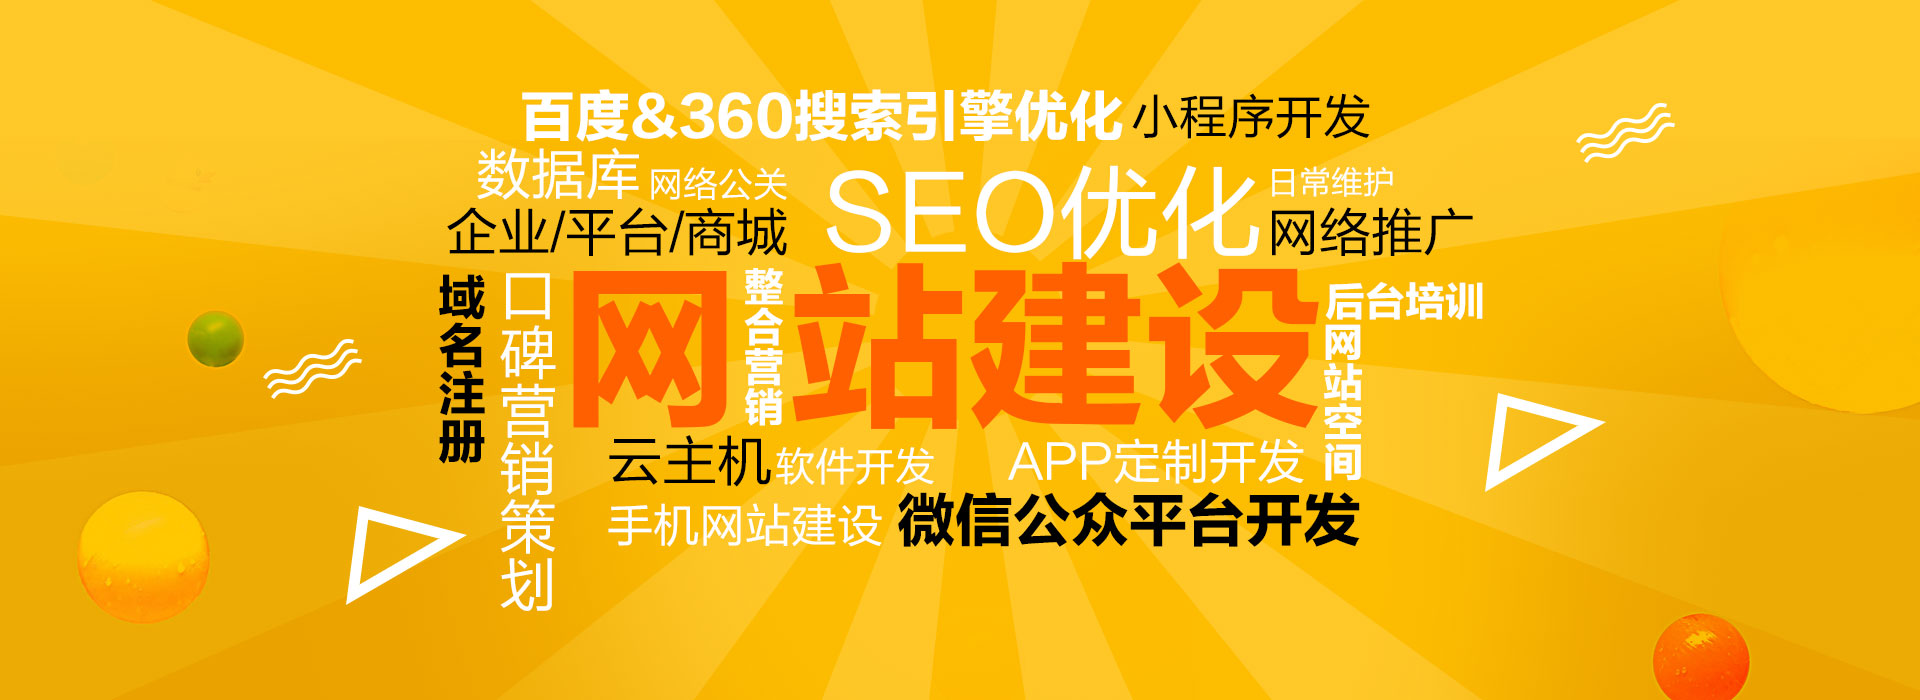 百度&360搜索引擎优化
小程序开发
数据库
网络公关
SEO优化
日常维护
企业/平台/商城
网络推广
域名注册
口碑营销策划
网站建设
整合营销
后台培训
网站空间
云主机
软件开发
APP定制开发
手机网站建设
微信公众平台开发